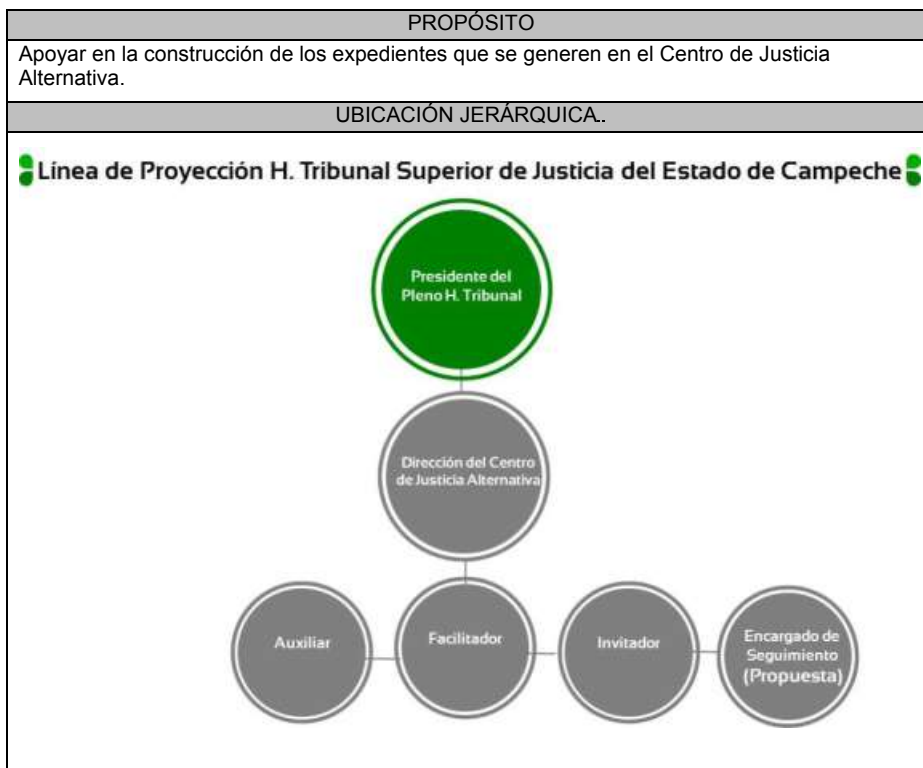 PROPÓSITO
Apoyar en la construcción de los expedientes que se generen en el Centro de Justicia
Alternativa.
UBICACIÓN JERÁRQUICA..
Línea de Proyección H. Tribunal Superior de Justicia del Estado de Campeche
Presidente del
Pleno H. Tribunal
Dirección del Centro
de Justicia Alternativa
Auxiliar
Facilitador
Invitador
Encargado de
Seguimiento
(Propuesta)